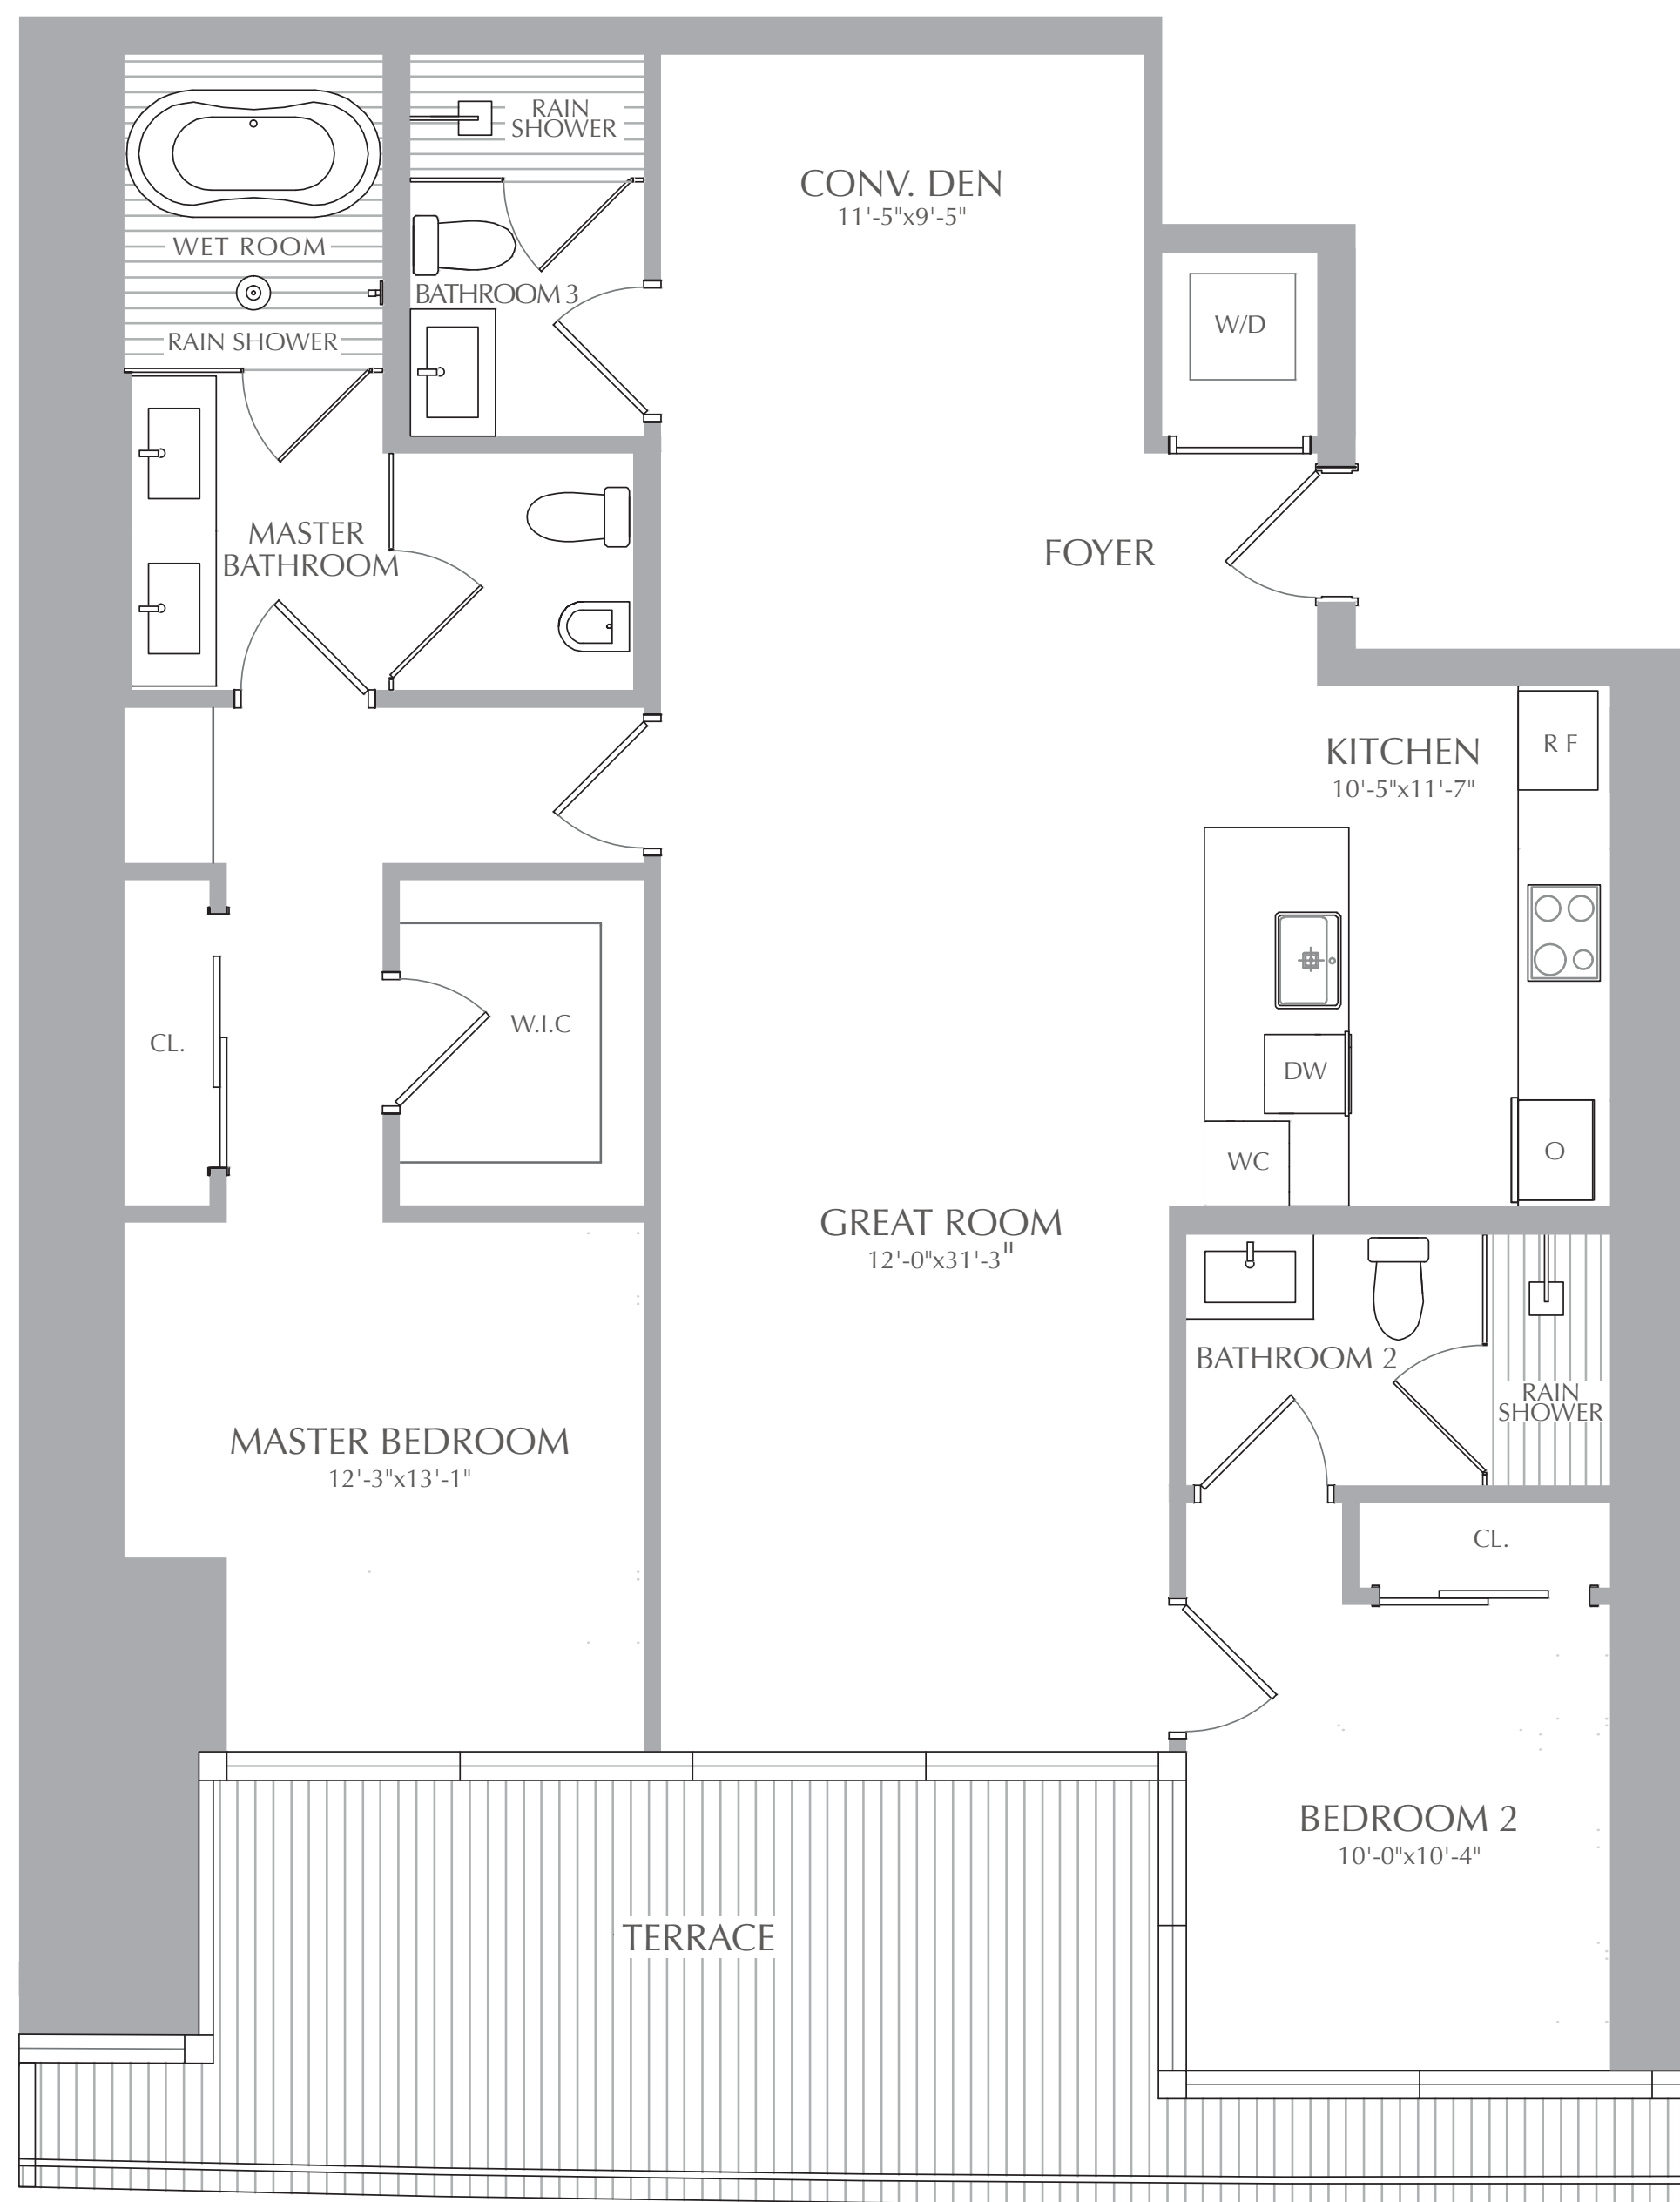 RAIN
SHOWER
CONV. DEN
11'-5"x9'-5"
WET ROOM
BATHROOM 3
W/D
RAIN SHOWER
MASTER
BATHROOM
FOYER
KITCHEN
10'-5"x11'-7"
R F
CL.
W.I.C
DW
WC
O
GREAT ROOM
12'-0"x31'-3"
BATHROOM 2
RAIN
SHOWER
MASTER BEDROOM
12'-3"x13'-1"
CL.
BEDROOM 2
10'-0"x10'-4"
TERRACE